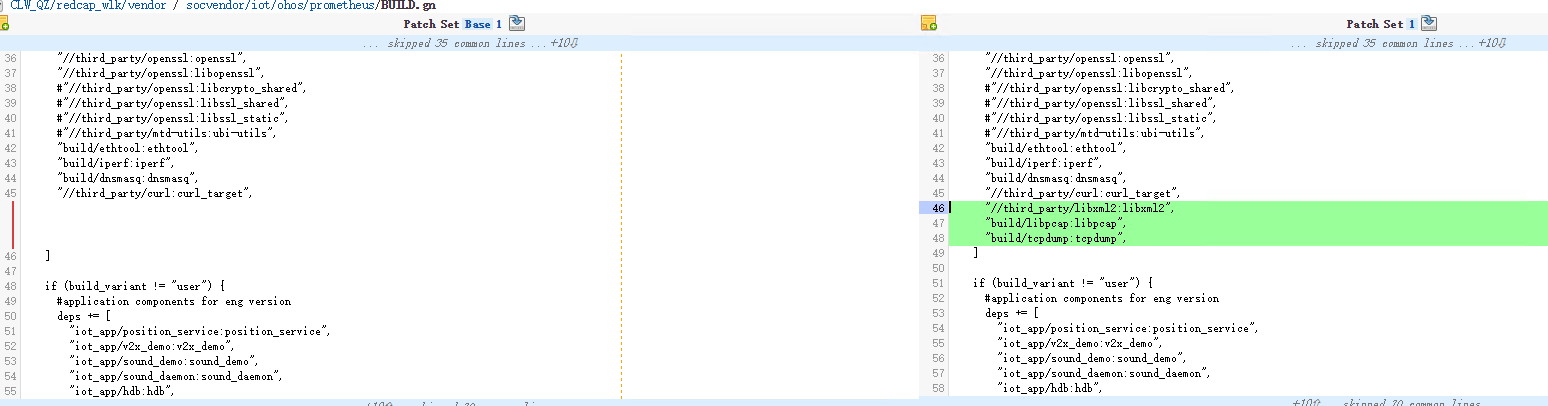 CLW_QZ/redcap_wlk/vendor / socvendor/iot/ohos/prometheus/BUILD.gn
Patch Set Base 1
... skipped 35 common lines ... +10⇩
36 "//third_party/openssl:openssl",
37 "//third_party/openssl:libopenssl",
38 #"//third_party/openssl:libcrypto_shared",
39 #"//third_party/openssl:libssl_shared",
40 #"//third_party/openssl:libssl_static",
41 #"//third_party/mtd-utils:ubi-utils",
42 "build/ethtool:ethtool",
43 "build/iperf:iperf",
44 "build/dnsmasq:dnsmasq",
45 "//third_party/curl:curl_target",
46 ]
47
48 if (build_variant != "user") {
49 #application components for eng version
50 deps += [
51 "iot_app/position_service:position_service",
52 "iot_app/v2x_demo:v2x_demo",
53 "iot_app/sound_demo:sound_demo",
54 "iot_app/sound_daemon:sound_daemon",
55 "iot_app/hdb:hdb",
Patch Set 1
... skipped 35 common lines ... +10⇩
36 "//third_party/openssl:openssl",
37 "//third_party/openssl:libopenssl",
38 #"//third_party/openssl:libcrypto_shared",
39 #"//third_party/openssl:libssl_shared",
40 #"//third_party/openssl:libssl_static",
41 #"//third_party/mtd-utils:ubi-utils",
42 "build/ethtool:ethtool",
43 "build/iperf:iperf",
44 "build/dnsmasq:dnsmasq",
45 "//third_party/curl:curl_target",
46 "//third_party/libxml2:libxml2",
47 "build/libpcap:libpcap",
48 "build/tcpdump:tcpdump",
49 ]
50
51 if (build_variant != "user") {
52 #application components for eng version
53 deps += [
54 "iot_app/position_service:position_service",
55 "iot_app/v2x_demo:v2x_demo",
56 "iot_app/sound_demo:sound_demo",
57 "iot_app/sound_daemon:sound_daemon",
58 "iot_app/hdb:hdb",